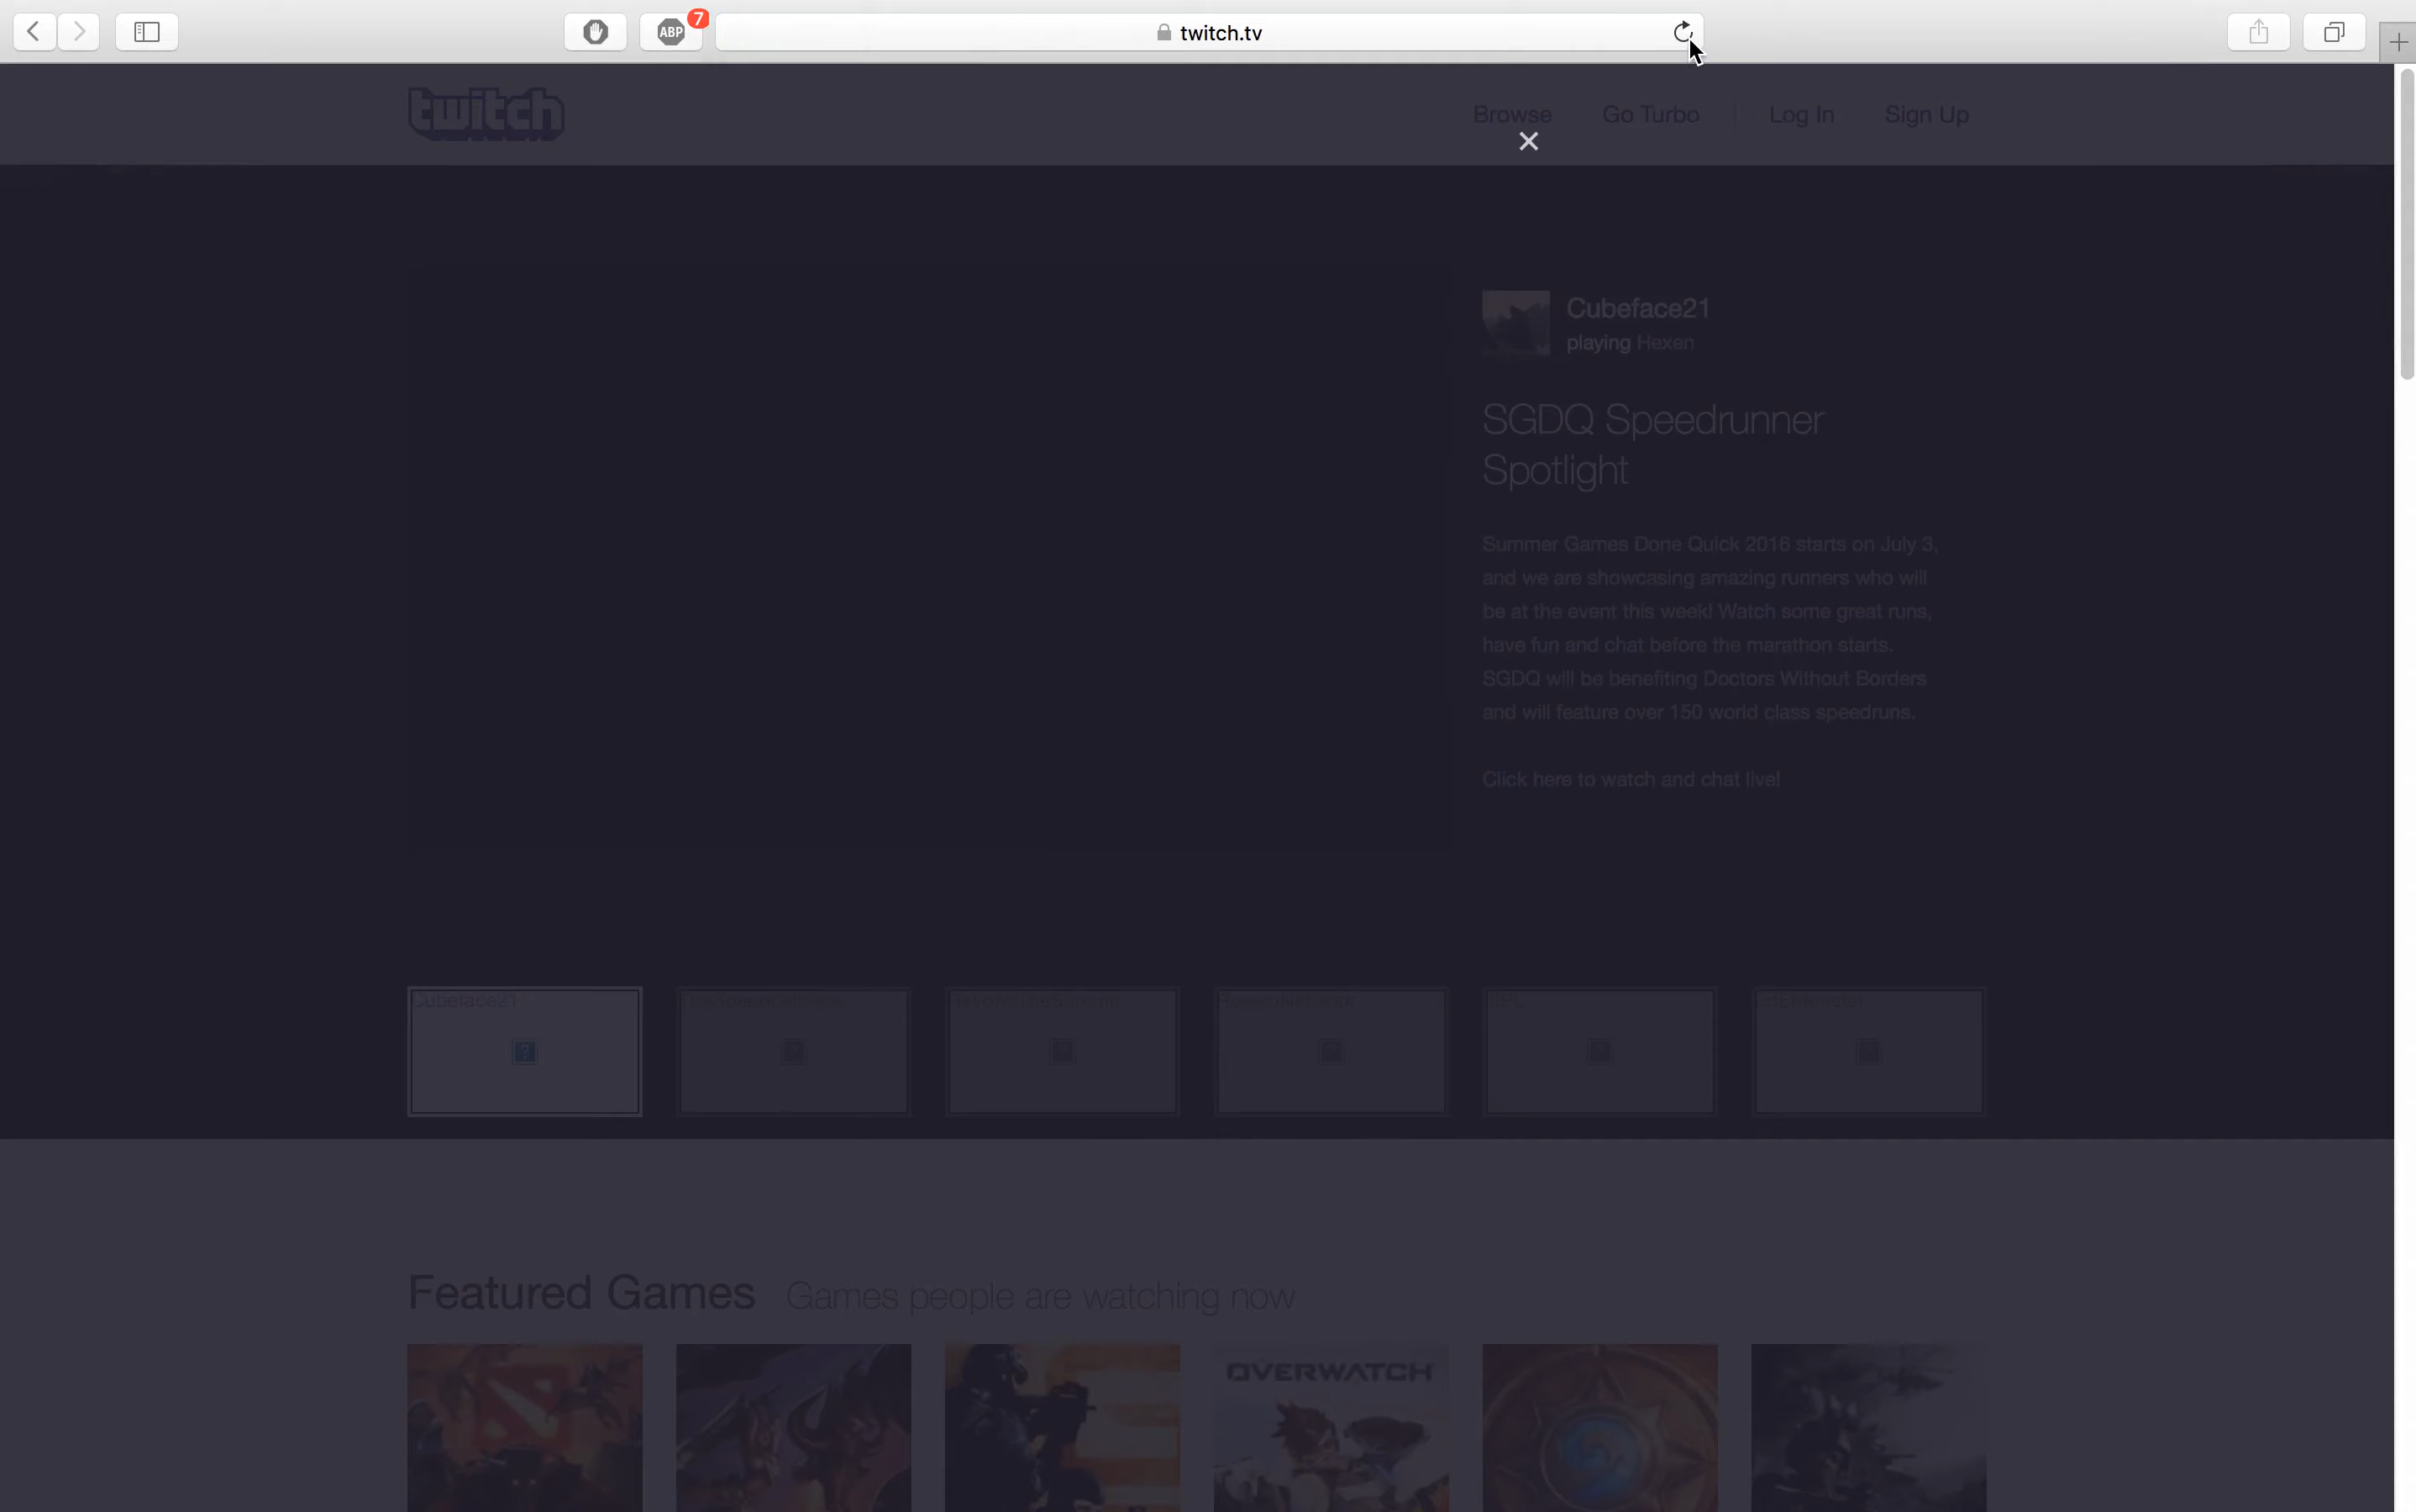 ABP
7
twitch.tv
twitch
Browse
Go Turbo
Log In
Sign Up
Cubeface21
playing Hexen
SGDQ Speedrunner
Spotlight
Summer Games Done Quick 2016 starts on July 3,
and we are showcasing amazing runners who will
be at the event this week! Watch some great runs,
have fun and chat before the marathon starts.
SGDQ will be benefiting Doctors Without Borders
and will feature over 150 world class speedruns.
Click here to watch and chat live!
Cubeface21
Featured Games Games people are watching now
OVERWATCH